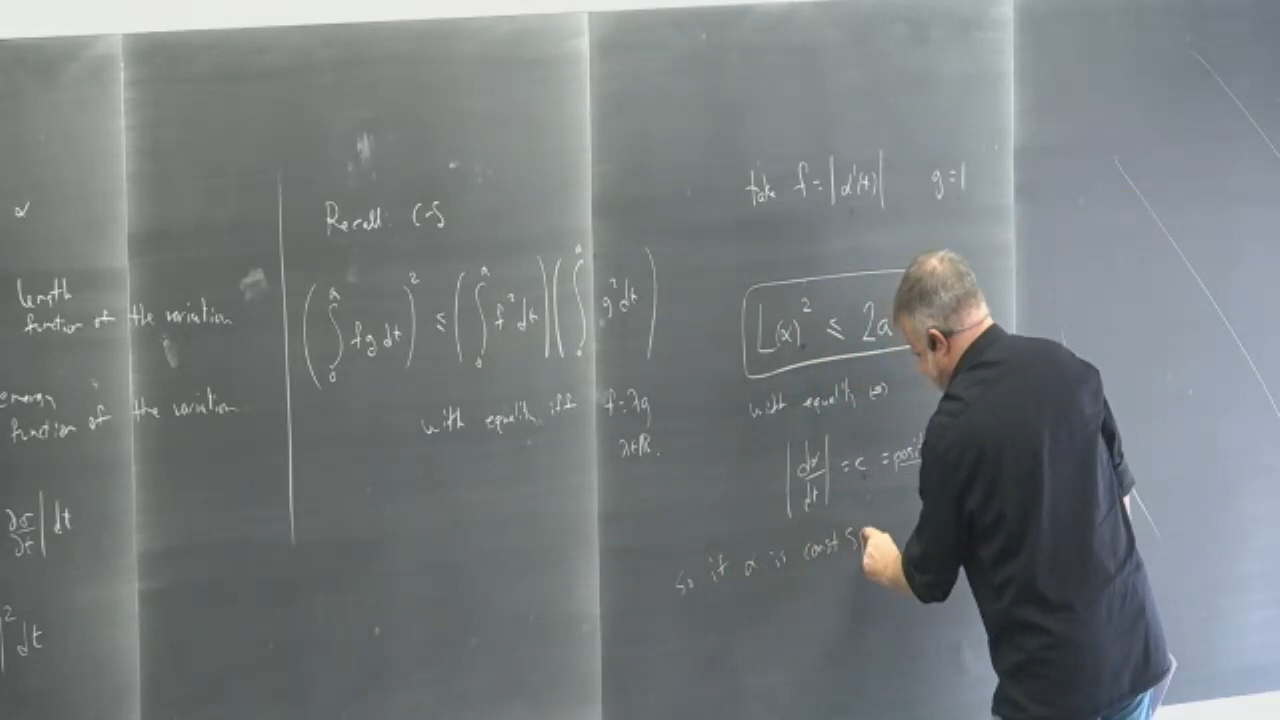 α
length
function of the variation
energy
function of the variation
|∂σ/∂t| dt
|² dt
Recall: C-S
(∫₀ᵃ fg dt)² ≤ (∫₀ᵃ f² dt)(∫₀ᵃ g² dt)
with equality iff f = λg
λ∈ℝ.
take f = |α'(t)| g = 1
L(α)² ≤ 2a
with equality ⇔
|dα/dt| = c = posit
So if α is const